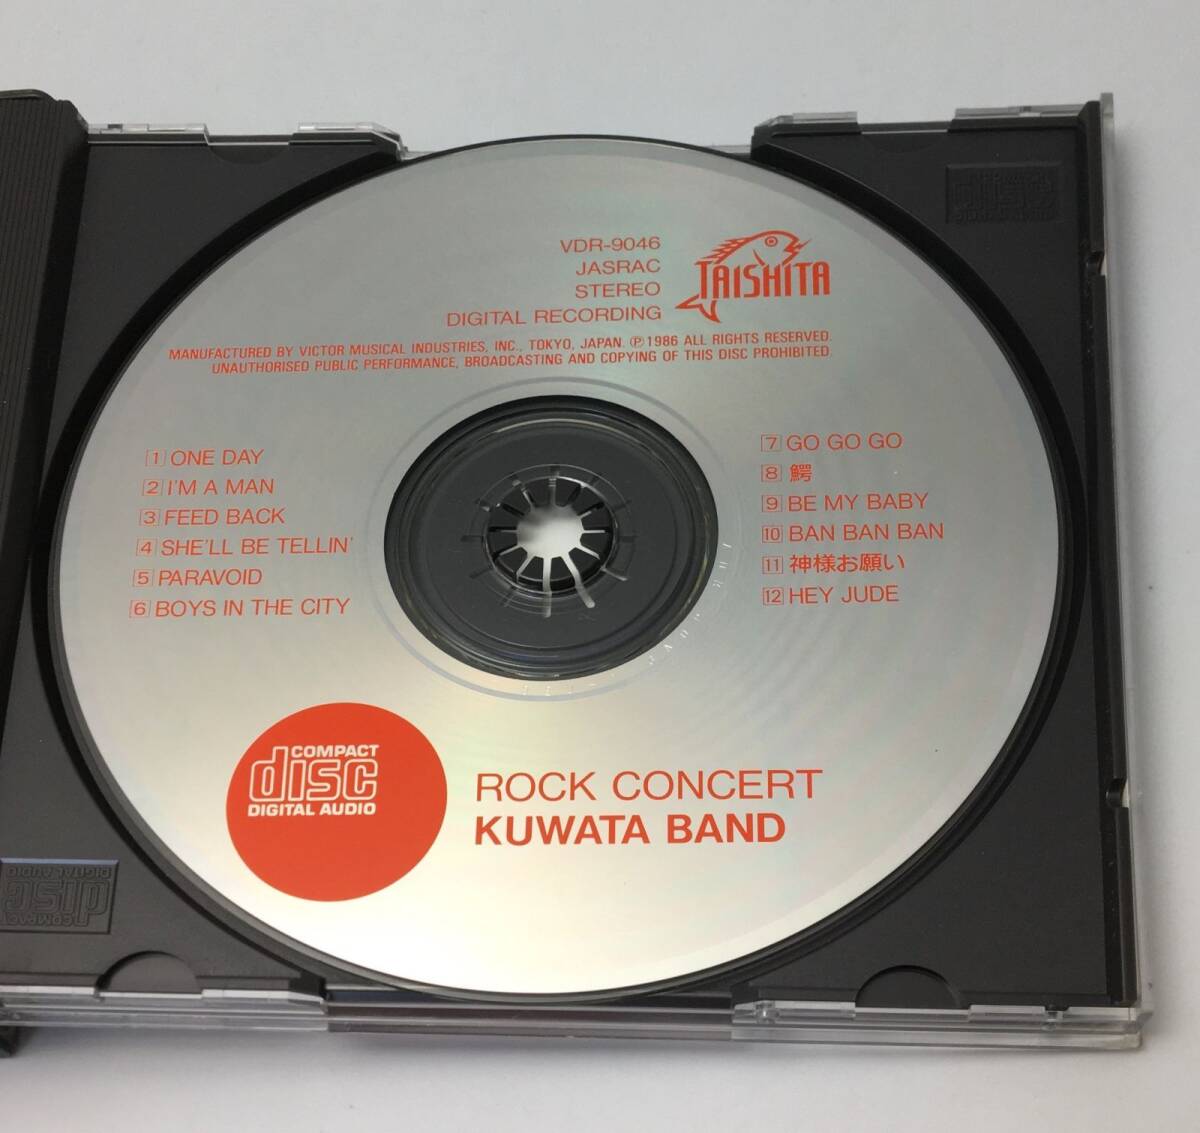 VDR-9046
JASRAC
STEREO
DIGITAL RECORDING
TAISHITA
MANUFACTURED BY VICTOR MUSICAL INDUSTRIES, INC., TOKYO, JAPAN. Ⓟ 1986 ALL RIGHTS RESERVED.
UNAUTHORISED PUBLIC PERFORMANCE, BROADCASTING AND COPYING OF THIS DISC PROHIBITED.
1 ONE DAY
2 I'M A MAN
3 FEED BACK
4 SHE'LL BE TELLIN'
5 PARAVOID
6 BOYS IN THE CITY
7 GO GO GO
8 鰐
9 BE MY BABY
10 BAN BAN BAN
11 神様お願い
12 HEY JUDE
COMPACT
disc
DIGITAL AUDIO
ROCK CONCERT
KUWATA BAND
COMPACT
disc
DIGITAL AUDIO